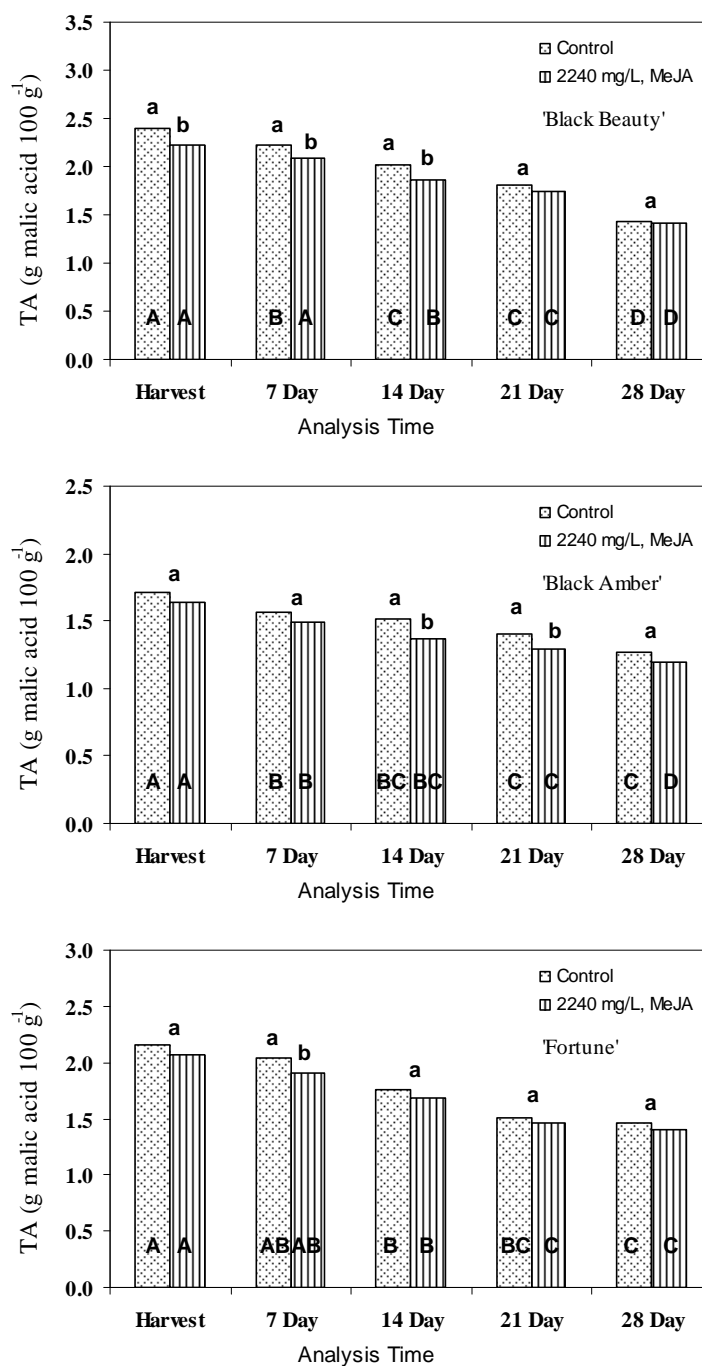 TA (g malic acid 100 g-1)
3.5
3.0
2.5
2.0
1.5
1.0
0.5
0.0
Control
2240 mg/L, MeJA
'Black Beauty'
a b a b a b a a
A A B A C B C C D D
Harvest 7 Day 14 Day 21 Day 28 Day
Analysis Time
TA (g malic acid 100 g-1)
2.5
2.0
1.5
1.0
0.5
0.0
Control
2240 mg/L, MeJA
'Black Amber'
a a a b a b a
A A B B BC BC C C C D
Harvest 7 Day 14 Day 21 Day 28 Day
Analysis Time
TA (g malic acid 100 g-1)
3.0
2.5
2.0
1.5
1.0
0.5
0.0
Control
2240 mg/L, MeJA
'Fortune'
a a b a a a
A A AB AB B B BC C C C
Harvest 7 Day 14 Day 21 Day 28 Day
Analysis Time